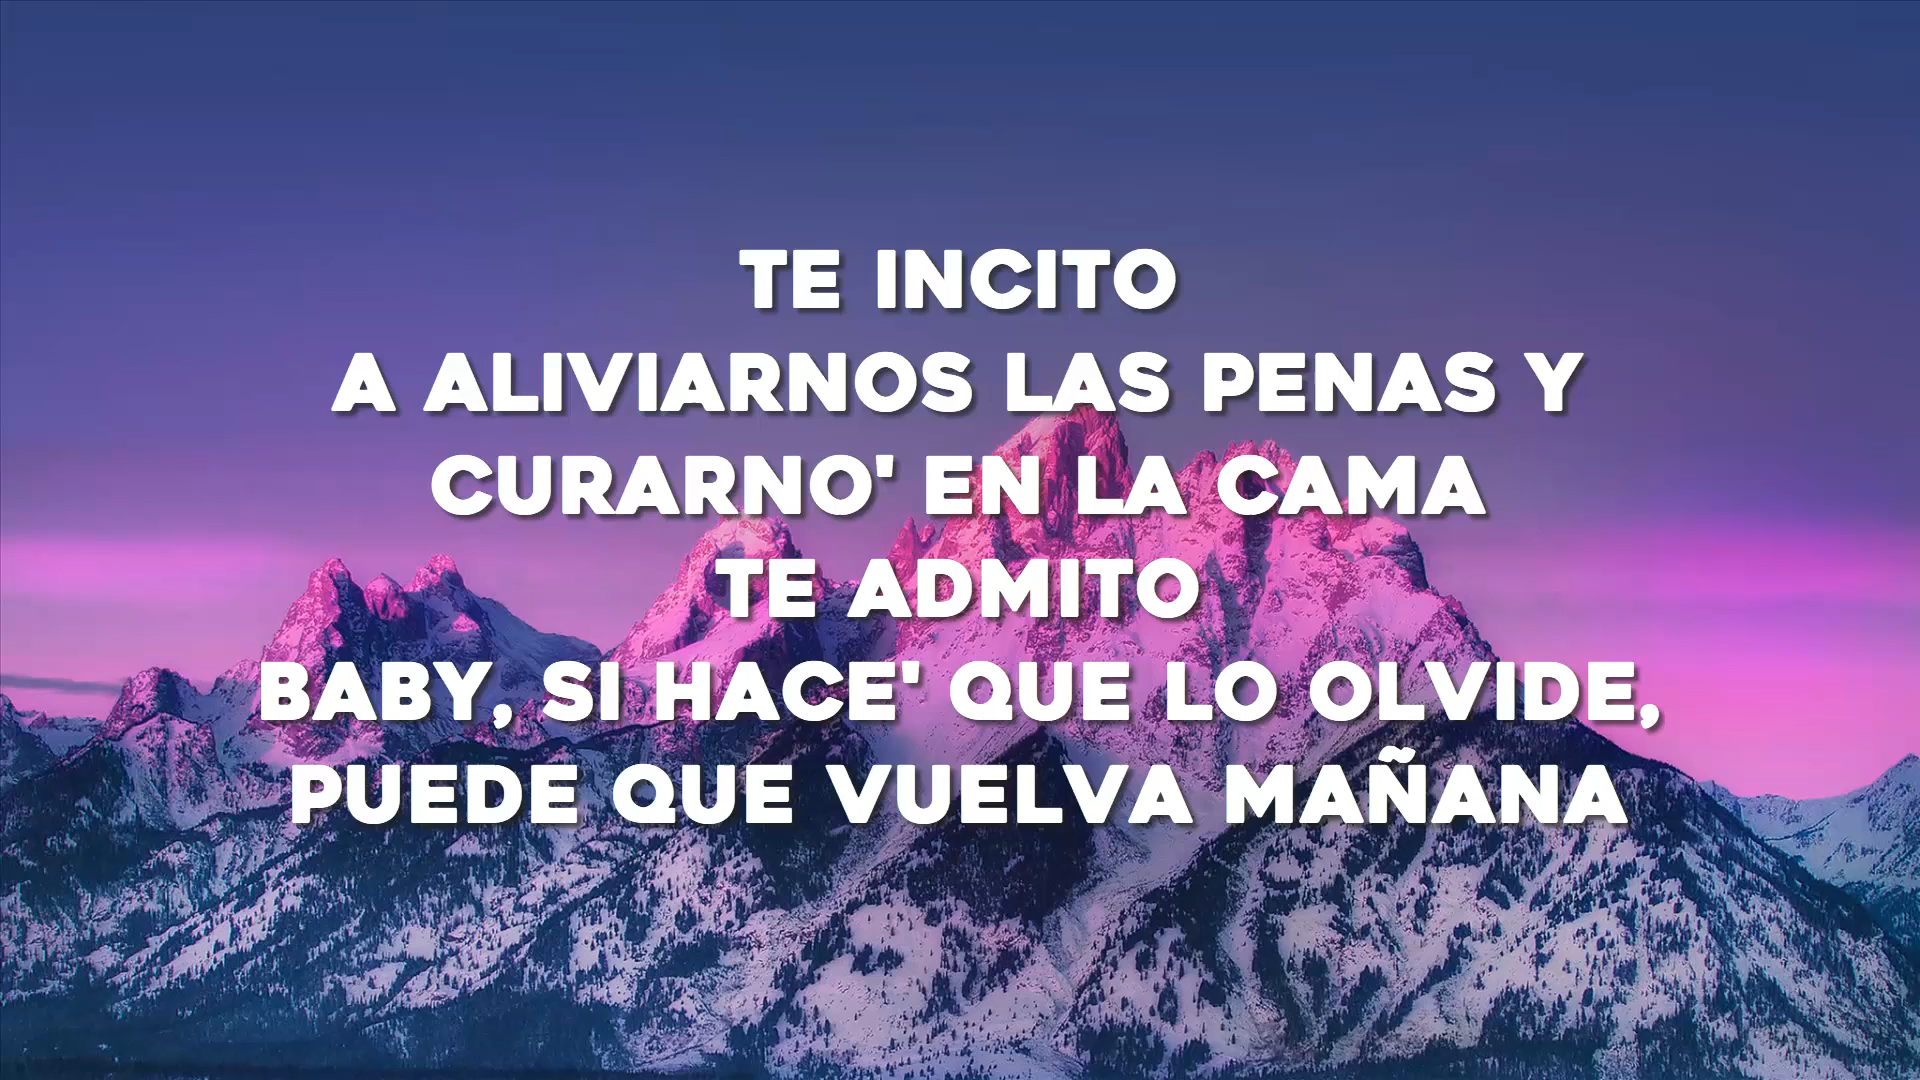 TE INCITO
A ALIVIARNOS LAS PENAS Y
CURARNO' EN LA CAMA
TE ADMITO
BABY, SI HACE' QUE LO OLVIDE,
PUEDE QUE VUELVA MAÑANA